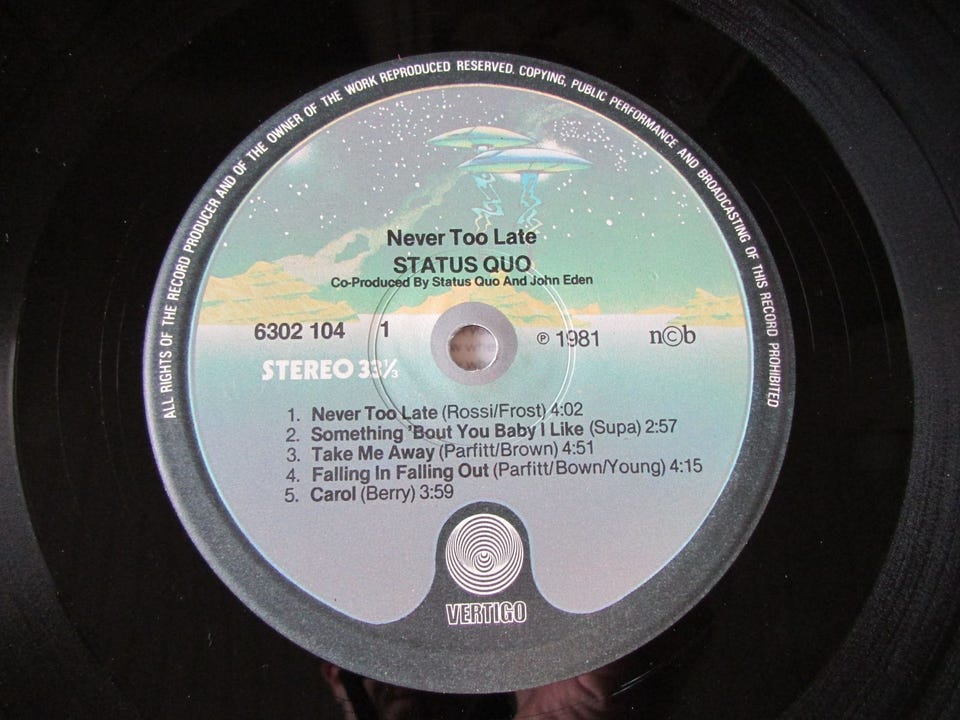 ALL RIGHTS OF THE RECORD PRODUCER AND OF THE OWNER OF THE WORK REPRODUCED RESERVED. COPYING, PUBLIC PERFORMANCE AND BROADCASTING OF THIS RECORD PROHIBITED
Never Too Late
STATUS QUO
Co-Produced By Status Quo And John Eden
6302 104 1 ℗ 1981 n©b
STEREO 33⅓
1. Never Too Late (Rossi/Frost) 4:02
2. Something 'Bout You Baby I Like (Supa) 2:57
3. Take Me Away (Parfitt/Brown) 4:51
4. Falling In Falling Out (Parfitt/Bown/Young) 4:15
5. Carol (Berry) 3:59
VERTIGO